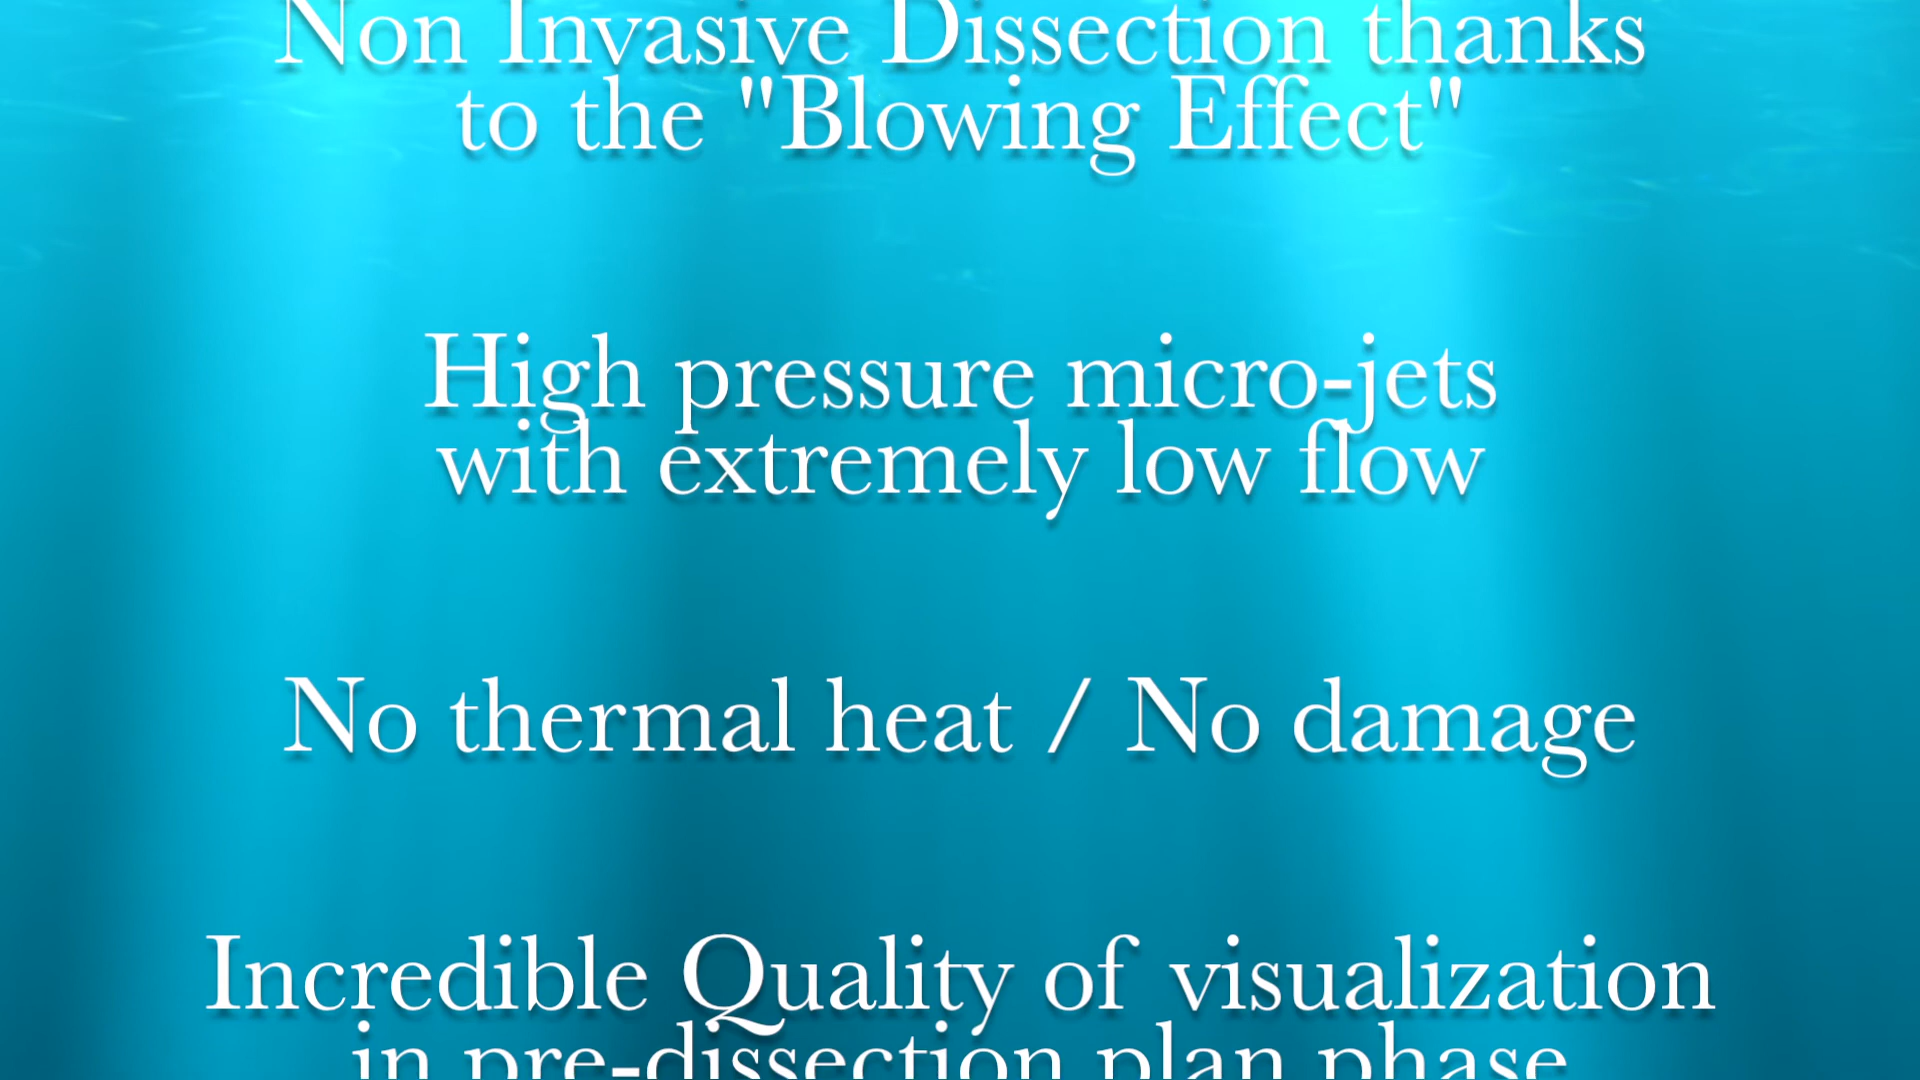 Non Invasive Dissection thanks
to the "Blowing Effect"
High pressure micro-jets
with extremely low flow
No thermal heat / No damage
Incredible Quality of visualization
in pre-dissection plan phase